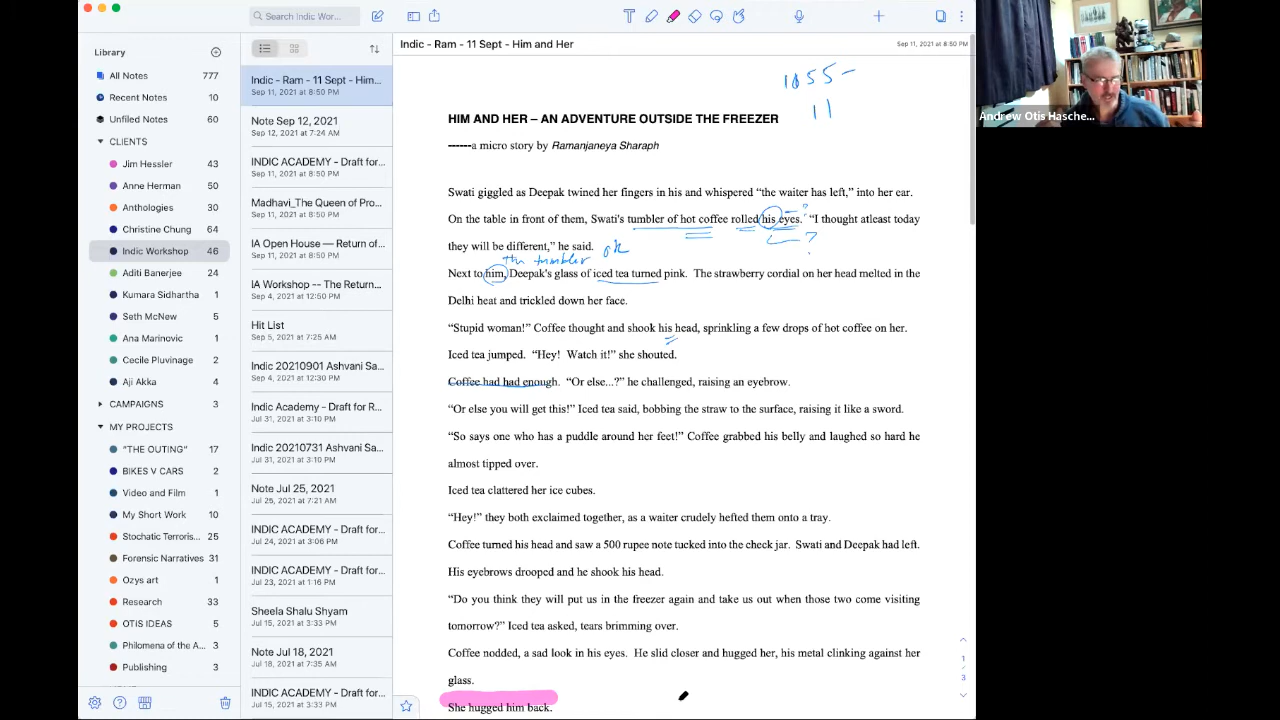 Search Indic Wor...
Indic - Ram - 11 Sept - Him and Her
Sep 11, 2021 at 8:50 PM
Library
All Notes 777
Recent Notes 10
Unfiled Notes 60
CLIENTS
Jim Hessler 43
Anne Herman 50
Anthologies 30
Christine Chung 64
Indic Workshop 46
Aditi Banerjee 24
Kumara Sidhartha 1
Seth McNew 5
Ana Marinovic 1
Cecile Pluvinage 2
Aji Akka 4
CAMPAIGNS 3
MY PROJECTS
"THE OUTING" 17
BIKES V CARS 2
Video and Film 1
My Short Work 10
Stochatic Terroris... 25
Forensic Narratives 31
Ozys art 1
Research 33
OTIS IDEAS 5
Philomena of the A... 3
Publishing 3
Indic - Ram - 11 Sept - Him...
Sep 11, 2021 at 8:50 PM
Note Sep 12, 2021
Sep 12, 2021 at 7:24 AM
INDIC ACADEMY - Draft for...
Sep 11, 2021 at 8:50 PM
Madhavi_The Queen of Pro...
Sep 11, 2021 at 8:50 PM
IA Open House — Return of...
Sep 11, 2021 at 8:50 PM
IA Workshop -- The Return...
Sep 4, 2021 at 12:50 PM
Hit List
Sep 5, 2021 at 7:25 AM
Indic 20210901 Ashvani Sa...
Sep 4, 2021 at 12:30 PM
Indic Academy - Draft for R...
Jul 31, 2021 at 3:10 PM
Indic 20210731 Ashvani Sa...
Jul 31, 2021 at 3:10 PM
Note Jul 25, 2021
Jul 25, 2021 at 7:21 AM
INDIC ACADEMY - Draft for...
Jul 24, 2021 at 3:06 PM
INDIC ACADEMY - Draft for...
Jul 23, 2021 at 1:16 PM
Sheela Shalu Shyam
Jul 15, 2021 at 3:33 PM
Note Jul 18, 2021
Jul 18, 2021 at 7:35 AM
INDIC ACADEMY - Draft for...
Jul 15, 2021 at 3:33 PM
1055 -
11
HIM AND HER – AN ADVENTURE OUTSIDE THE FREEZER
------a micro story by Ramanjaneya Sharaph
Swati giggled as Deepak twined her fingers in his and whispered “the waiter has left,” into her ear.
On the table in front of them, Swati's tumbler of hot coffee rolled his eyes. “I thought atleast today
- ?
?
they will be different,” he said.
ok
the tumbler
Next to him, Deepak's glass of iced tea turned pink. The strawberry cordial on her head melted in the
Delhi heat and trickled down her face.
“Stupid woman!” Coffee thought and shook his head, sprinkling a few drops of hot coffee on her.
Iced tea jumped. “Hey! Watch it!” she shouted.
Coffee had had enough. “Or else...?” he challenged, raising an eyebrow.
“Or else you will get this!” Iced tea said, bobbing the straw to the surface, raising it like a sword.
“So says one who has a puddle around her feet!” Coffee grabbed his belly and laughed so hard he
almost tipped over.
Iced tea clattered her ice cubes.
“Hey!” they both exclaimed together, as a waiter crudely hefted them onto a tray.
Coffee turned his head and saw a 500 rupee note tucked into the check jar. Swati and Deepak had left.
His eyebrows drooped and he shook his head.
“Do you think they will put us in the freezer again and take us out when those two come visiting
tomorrow?” Iced tea asked, tears brimming over.
Coffee nodded, a sad look in his eyes. He slid closer and hugged her, his metal clinking against her
glass.
She hugged him back.
1
3
Andrew Otis Hasche...